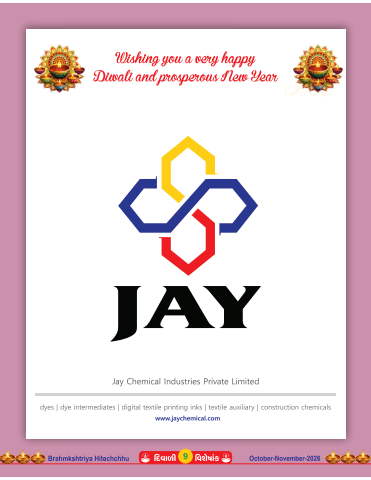 Wishing you a very happy
Diwali and prosperous New Year
JAY
Jay Chemical Industries Private Limited
dyes | dye intermediates | digital textile printing inks | textile auxiliary | construction chemicals
www.jaychemical.com
Brahmkshtriya Hitechchhu દિવાળી 9 વિશેષાંક October-November-2026